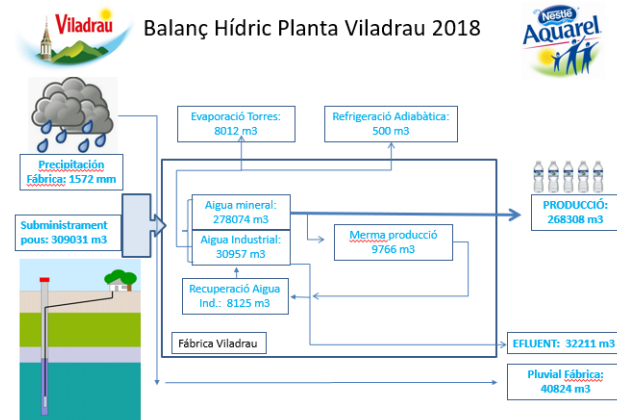 Viladrau
Balanç Hídric Planta Viladrau 2018
Nestlé
Aquarel
Evaporació Torres:
8012 m3
Refrigeració Adiabàtica:
500 m3
Precipitación
Fábrica: 1572 mm
Subministrament
pous: 309031 m3
Aigua mineral:
278074 m3
Aigua Industrial:
30957 m3
Merma producció
9766 m3
PRODUCCIÓ:
268308 m3
Recuperació Aigua
Ind.: 8125 m3
Fábrica Viladrau
EFLUENT: 32211 m3
Pluvial Fábrica:
40824 m3